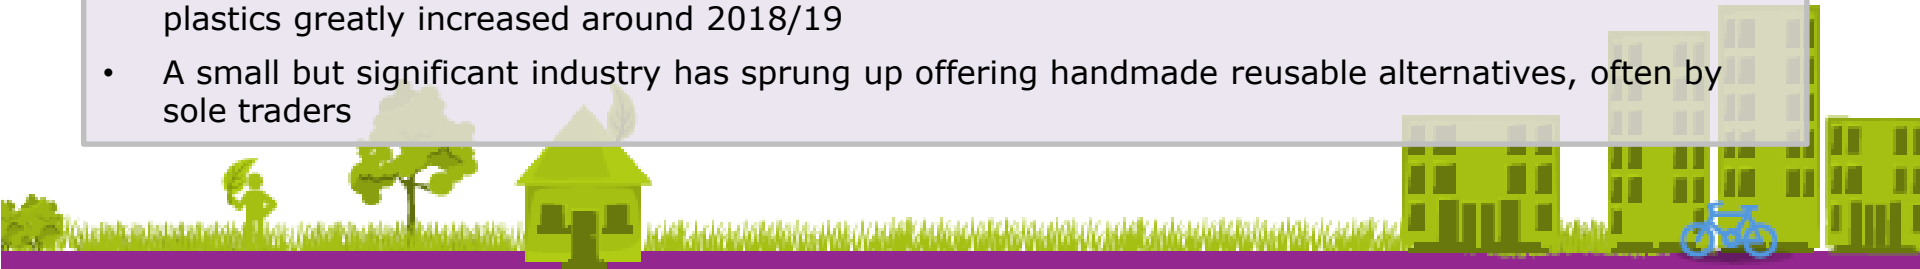 plastics greatly increased around 2018/19
• A small but significant industry has sprung up offering handmade reusable alternatives, often by
sole traders